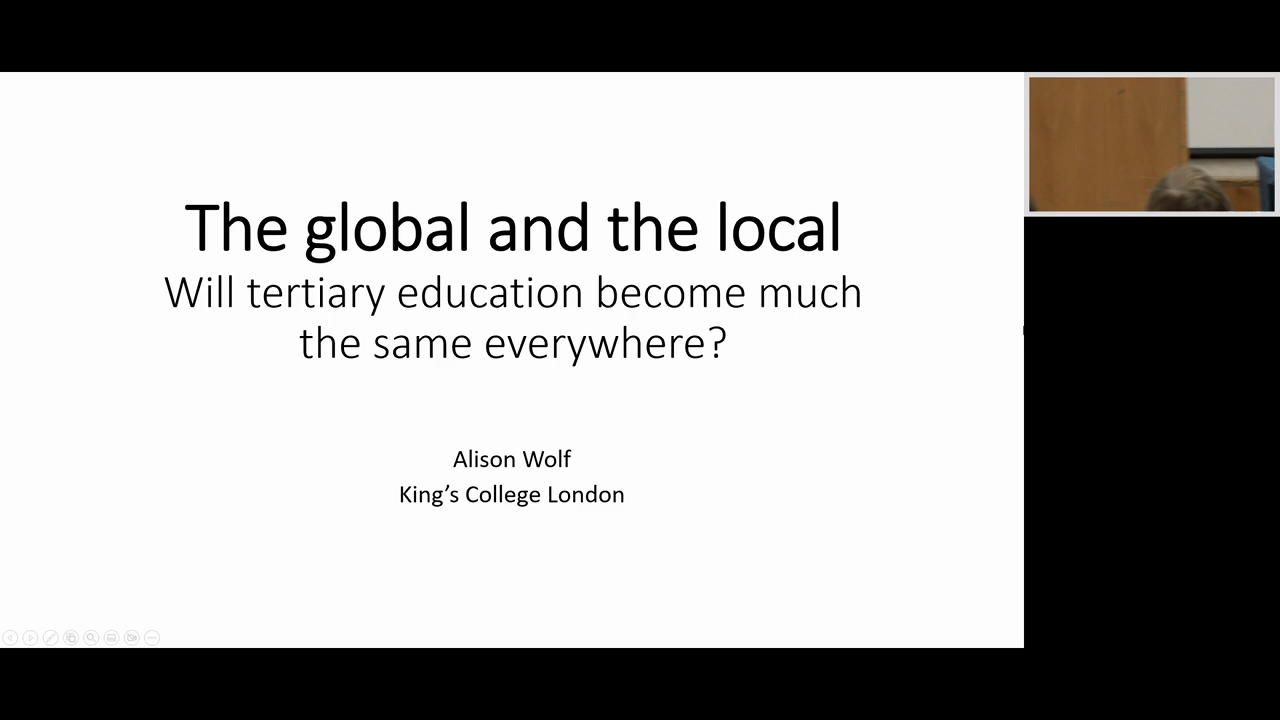 The global and the local
Will tertiary education become much
the same everywhere?
Alison Wolf
King's College London